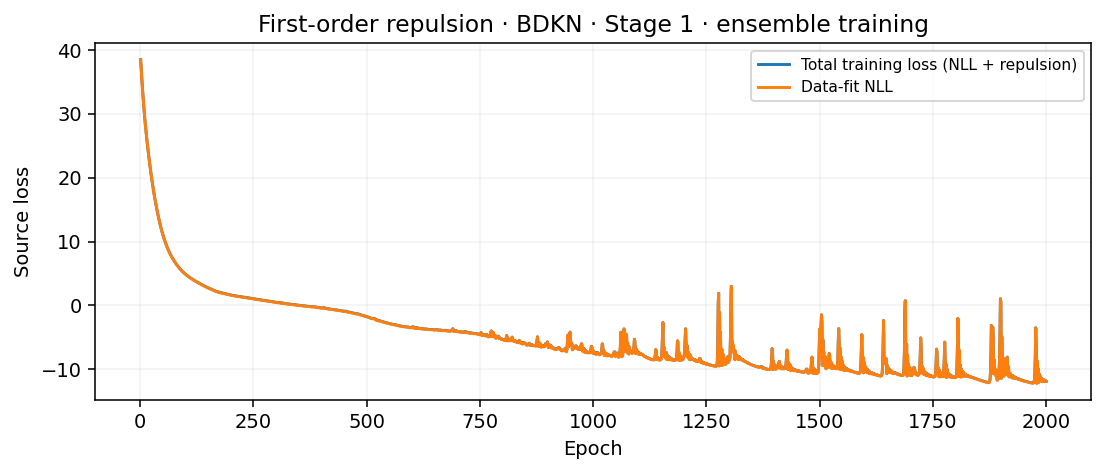 First-order repulsion · BDKN · Stage 1 · ensemble training
Total training loss (NLL + repulsion)
Data-fit NLL
Source loss
40
30
20
10
0
−10
0 250 500 750 1000 1250 1500 1750 2000
Epoch